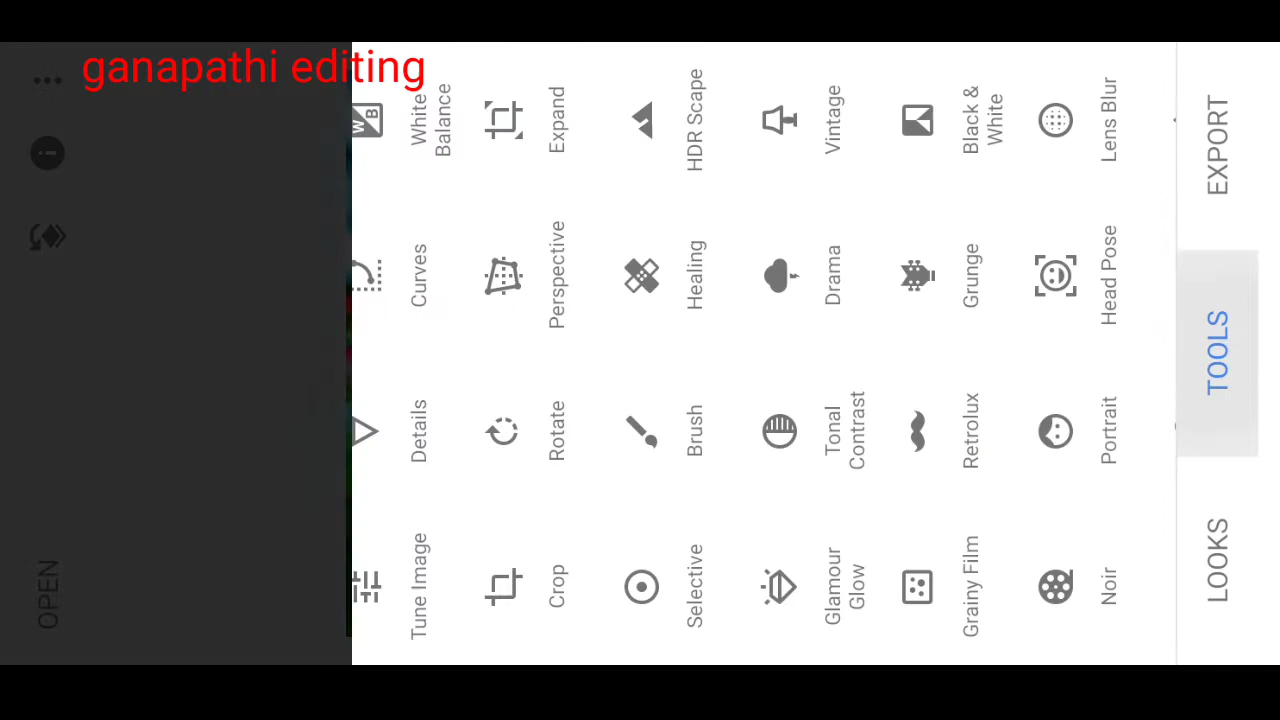 ganapathi editing
OPEN
Tune Image
Details
Curves
White
Balance
Crop
Rotate
Perspective
Expand
Selective
Brush
Healing
HDR Scape
Glamour
Glow
Tonal
Contrast
Drama
Vintage
Grainy Film
Retrolux
Grunge
Black &
White
Noir
Portrait
Head Pose
Lens Blur
LOOKS
TOOLS
EXPORT